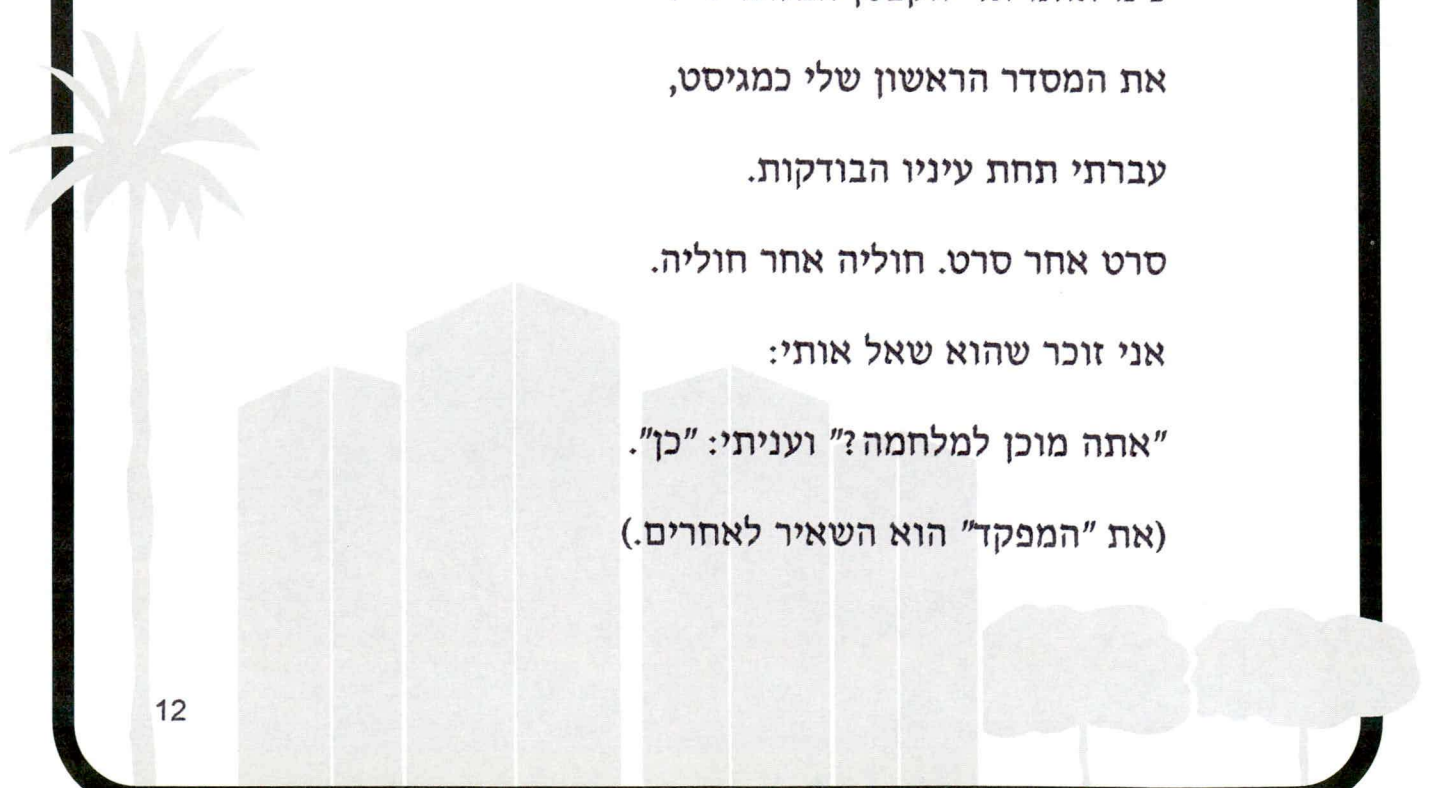 את המסדר הראשון שלי כמגיסט,
עברתי תחת עיניו הבודקות.
סרט אחר סרט. חוליה אחר חוליה.
אני זוכר שהוא שאל אותי:
"אתה מוכן למלחמה?" ועניתי: "כן".
(את "המפקד" הוא השאיר לאחרים.)
12